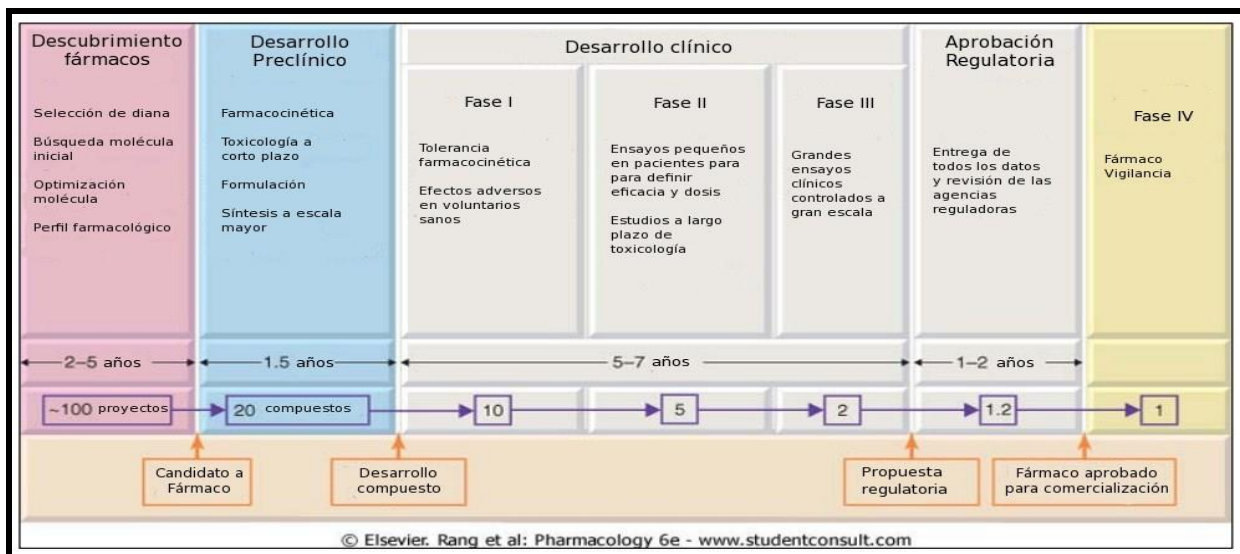 Descubrimiento
fármacos
Selección de diana
Búsqueda molécula
inicial
Optimización
molécula
Perfil farmacológico
Desarrollo
Preclínico
Farmacocinética
Toxicología a
corto plazo
Formulación
Síntesis a escala
mayor
Desarrollo clínico
Fase I
Tolerancia
farmacocinética
Efectos adversos
en voluntarios
sanos
Fase II
Ensayos pequeños
en pacientes para
para definir
eficacia y dosis
Estudios a largo
plazo de
toxicología
Fase III
Grandes
ensayos
clínicos
controlados a
gran escala
Aprobación
Regulatoria
Entrega de
todos los datos
y revisión de las
agencias
reguladoras
Fase IV
Fármaco
Vigilancia
2–5 años
1.5 años
5–7 años
1–2 años
~100 proyectos
20 compuestos
10
5
2
1.2
1
Candidato a
Fármaco
Desarrollo
compuesto
Propuesta
regulatoria
Fármaco aprobado
para comercialización
© Elsevier. Rang et al: Pharmacology 6e - www.studentconsult.com